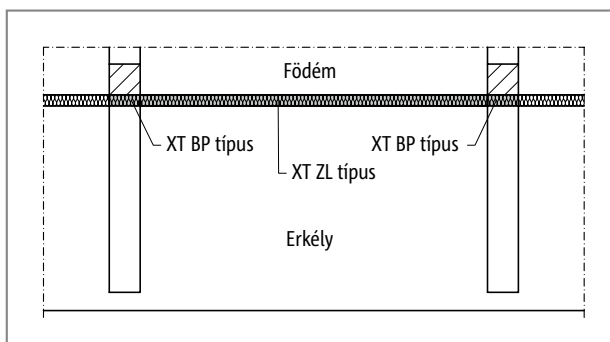 Födém
XT BP típus
XT BP típus
XT ZL típus
Erkély